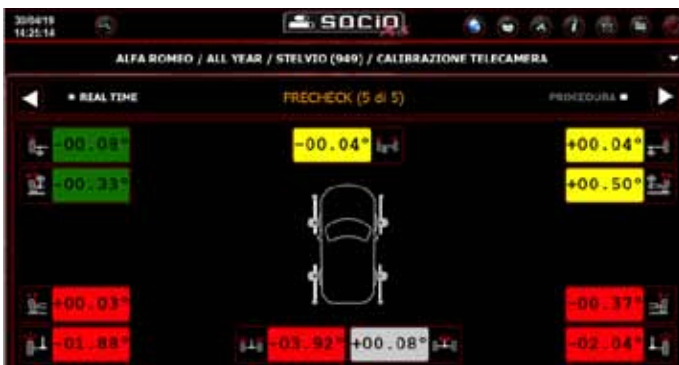 30/04/19
14:25:14
SOCIO
ALFA ROMEO / ALL YEAR / STELVIO (949) / CALIBRAZIONE TELECAMERA
REAL TIME
PRECHECK (5 di 5)
PROCEDURA
-00.08°
-00.04°
+00.04°
-00.33°
+00.50°
+00.03°
-00.37°
-01.88°
-03.92°
+00.08°
-02.04°